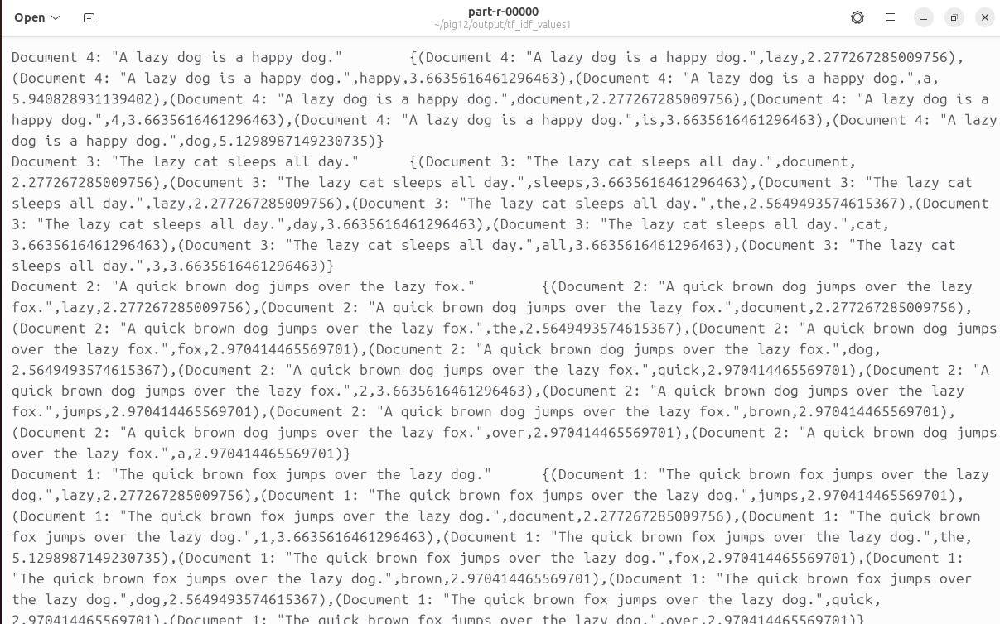 Open
part-r-00000
~/pig12/output/tf_idf_values1
Document 4: "A lazy dog is a happy dog."	{(Document 4: "A lazy dog is a happy dog.",lazy,2.277267285009756),
(Document 4: "A lazy dog is a happy dog.",happy,3.6635616461296463),(Document 4: "A lazy dog is a happy dog.",a,
5.940828931139402),(Document 4: "A lazy dog is a happy dog.",document,2.277267285009756),(Document 4: "A lazy dog is a
happy dog.",4,3.6635616461296463),(Document 4: "A lazy dog is a happy dog.",is,3.6635616461296463),(Document 4: "A lazy
dog is a happy dog.",dog,5.1298987149230735)}
Document 3: "The lazy cat sleeps all day."	{(Document 3: "The lazy cat sleeps all day.",document,
2.277267285009756),(Document 3: "The lazy cat sleeps all day.",sleeps,3.6635616461296463),(Document 3: "The lazy cat
sleeps all day.",lazy,2.277267285009756),(Document 3: "The lazy cat sleeps all day.",the,2.5649493574615367),(Document
3: "The lazy cat sleeps all day.",day,3.6635616461296463),(Document 3: "The lazy cat sleeps all day.",cat,
3.6635616461296463),(Document 3: "The lazy cat sleeps all day.",all,3.6635616461296463),(Document 3: "The lazy cat
sleeps all day.",3,3.6635616461296463)}
Document 2: "A quick brown dog jumps over the lazy fox."	{(Document 2: "A quick brown dog jumps over the lazy
fox.",lazy,2.277267285009756),(Document 2: "A quick brown dog jumps over the lazy fox.",document,2.277267285009756),
(Document 2: "A quick brown dog jumps over the lazy fox.",the,2.5649493574615367),(Document 2: "A quick brown dog jumps
over the lazy fox.",fox,2.970414465569701),(Document 2: "A quick brown dog jumps over the lazy fox.",dog,
2.5649493574615367),(Document 2: "A quick brown dog jumps over the lazy fox.",quick,2.970414465569701),(Document 2: "A
quick brown dog jumps over the lazy fox.",2,3.6635616461296463),(Document 2: "A quick brown dog jumps over the lazy
fox.",jumps,2.970414465569701),(Document 2: "A quick brown dog jumps over the lazy fox.",brown,2.970414465569701),
(Document 2: "A quick brown dog jumps over the lazy fox.",over,2.970414465569701),(Document 2: "A quick brown dog jumps
over the lazy fox.",a,2.970414465569701)}
Document 1: "The quick brown fox jumps over the lazy dog."	{(Document 1: "The quick brown fox jumps over the lazy
dog.",lazy,2.277267285009756),(Document 1: "The quick brown fox jumps over the lazy dog.",jumps,2.970414465569701),
(Document 1: "The quick brown fox jumps over the lazy dog.",document,2.277267285009756),(Document 1: "The quick brown
fox jumps over the lazy dog.",1,3.6635616461296463),(Document 1: "The quick brown fox jumps over the lazy dog.",the,
5.1298987149230735),(Document 1: "The quick brown fox jumps over the lazy dog.",fox,2.970414465569701),(Document 1:
"The quick brown fox jumps over the lazy dog.",brown,2.970414465569701),(Document 1: "The quick brown fox jumps over
the lazy dog.",dog,2.5649493574615367),(Document 1: "The quick brown fox jumps over the lazy dog.",quick,
2.970414465569701),(Document 1: "The quick brown fox jumps over the lazy dog.",over,2.970414465569701)}